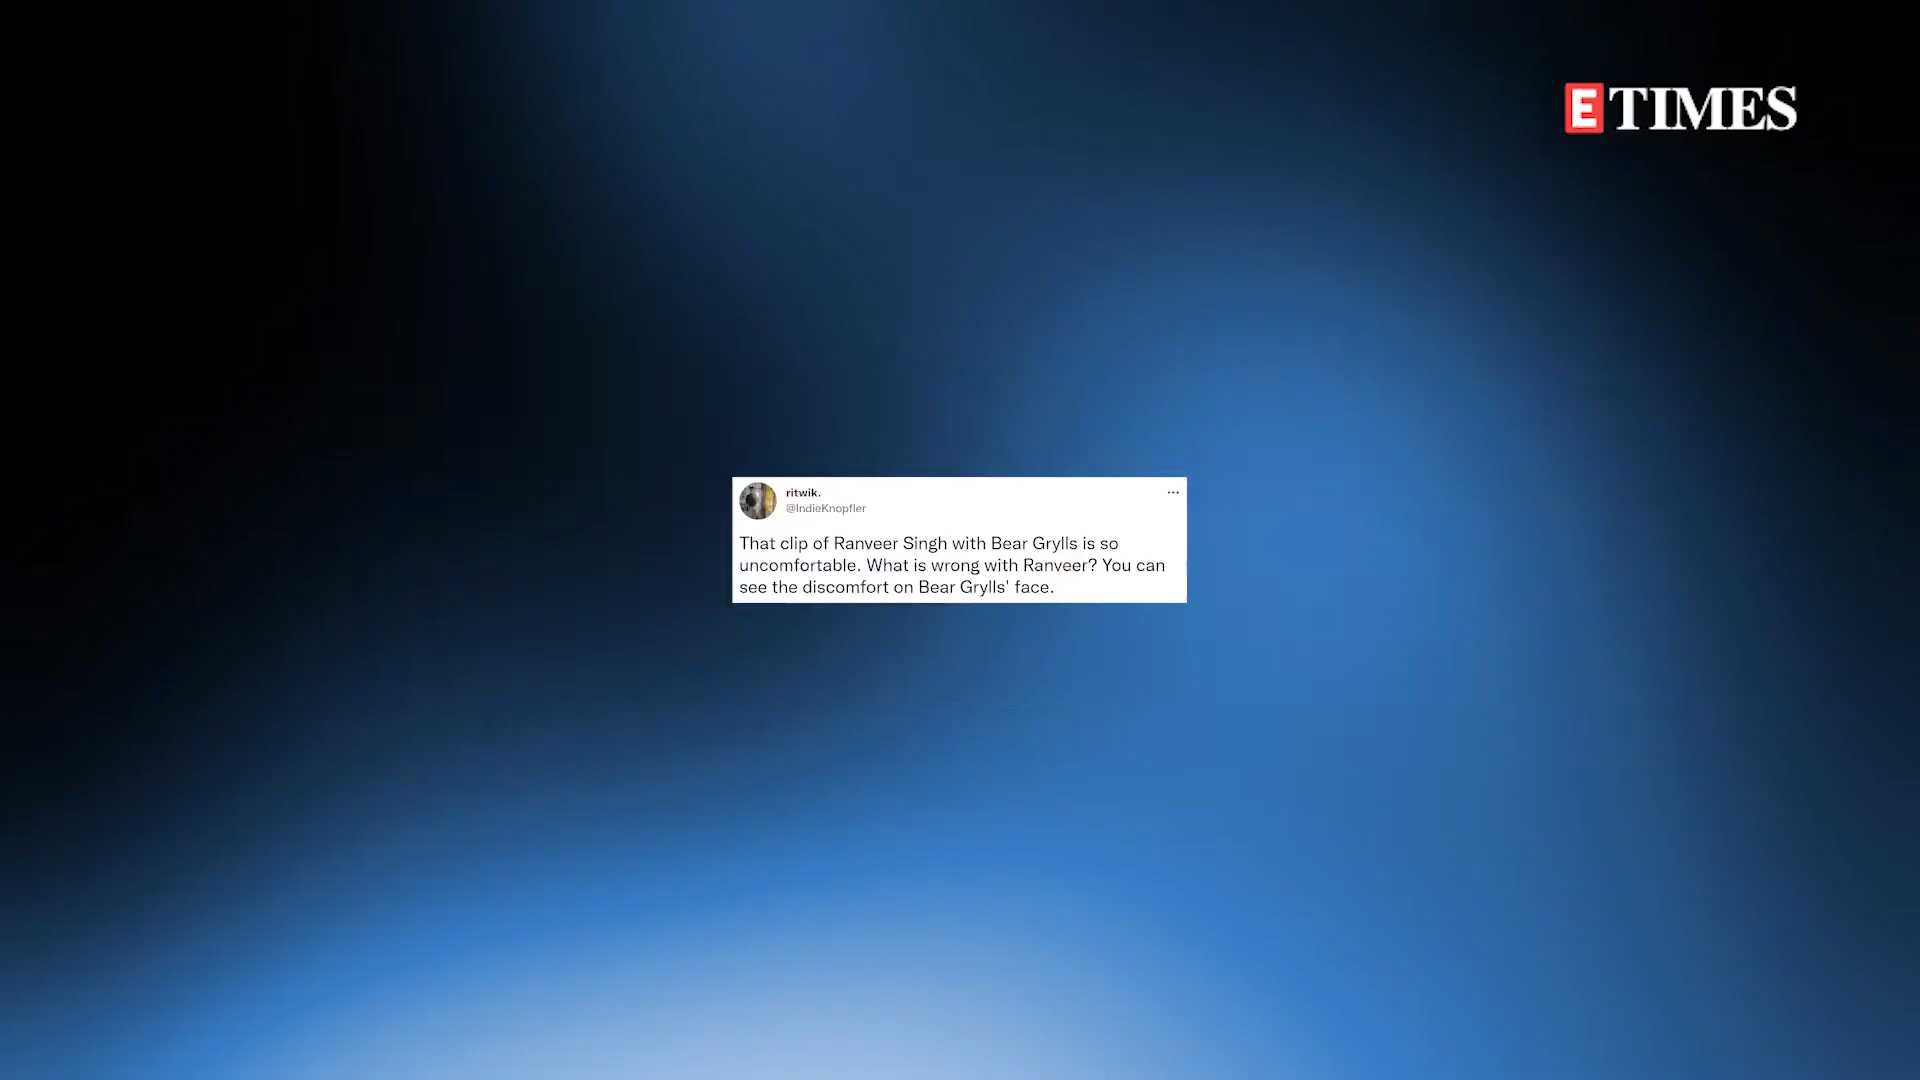 E TIMES
ritwik.
@IndieKnopfler
That clip of Ranveer Singh with Bear Grylls is so
uncomfortable. What is wrong with Ranveer? You can
see the discomfort on Bear Grylls' face.